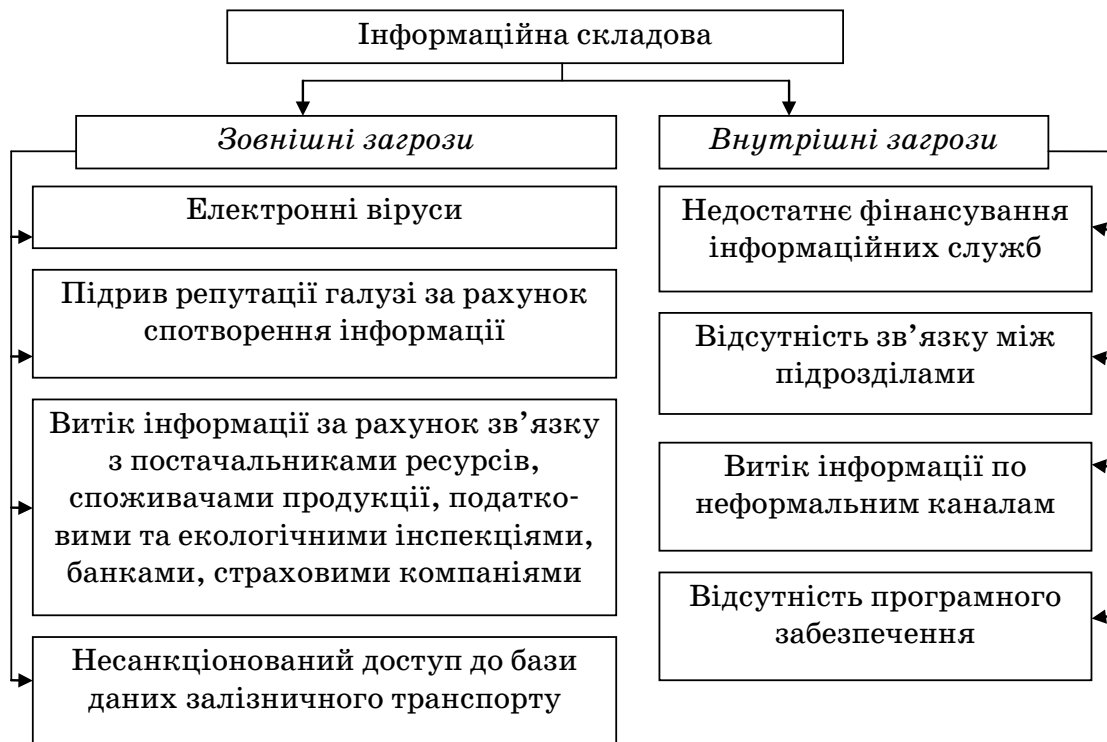 Інформаційна складова
Зовнішні загрози
Електронні віруси
Підрив репутації галузі за рахунок
спотворення інформації
Витік інформації за рахунок зв’язку
з постачальниками ресурсів,
споживачами продукції, податко-
вими та екологічними інспекціями,
банками, страховими компаніями
Несанкціонований доступ до бази
даних залізничного транспорту
Внутрішні загрози
Недостатнє фінансування
інформаційних служб
Відсутність зв’язку між
підрозділами
Витік інформації по
неформальним каналам
Відсутність програмного
забезпечення